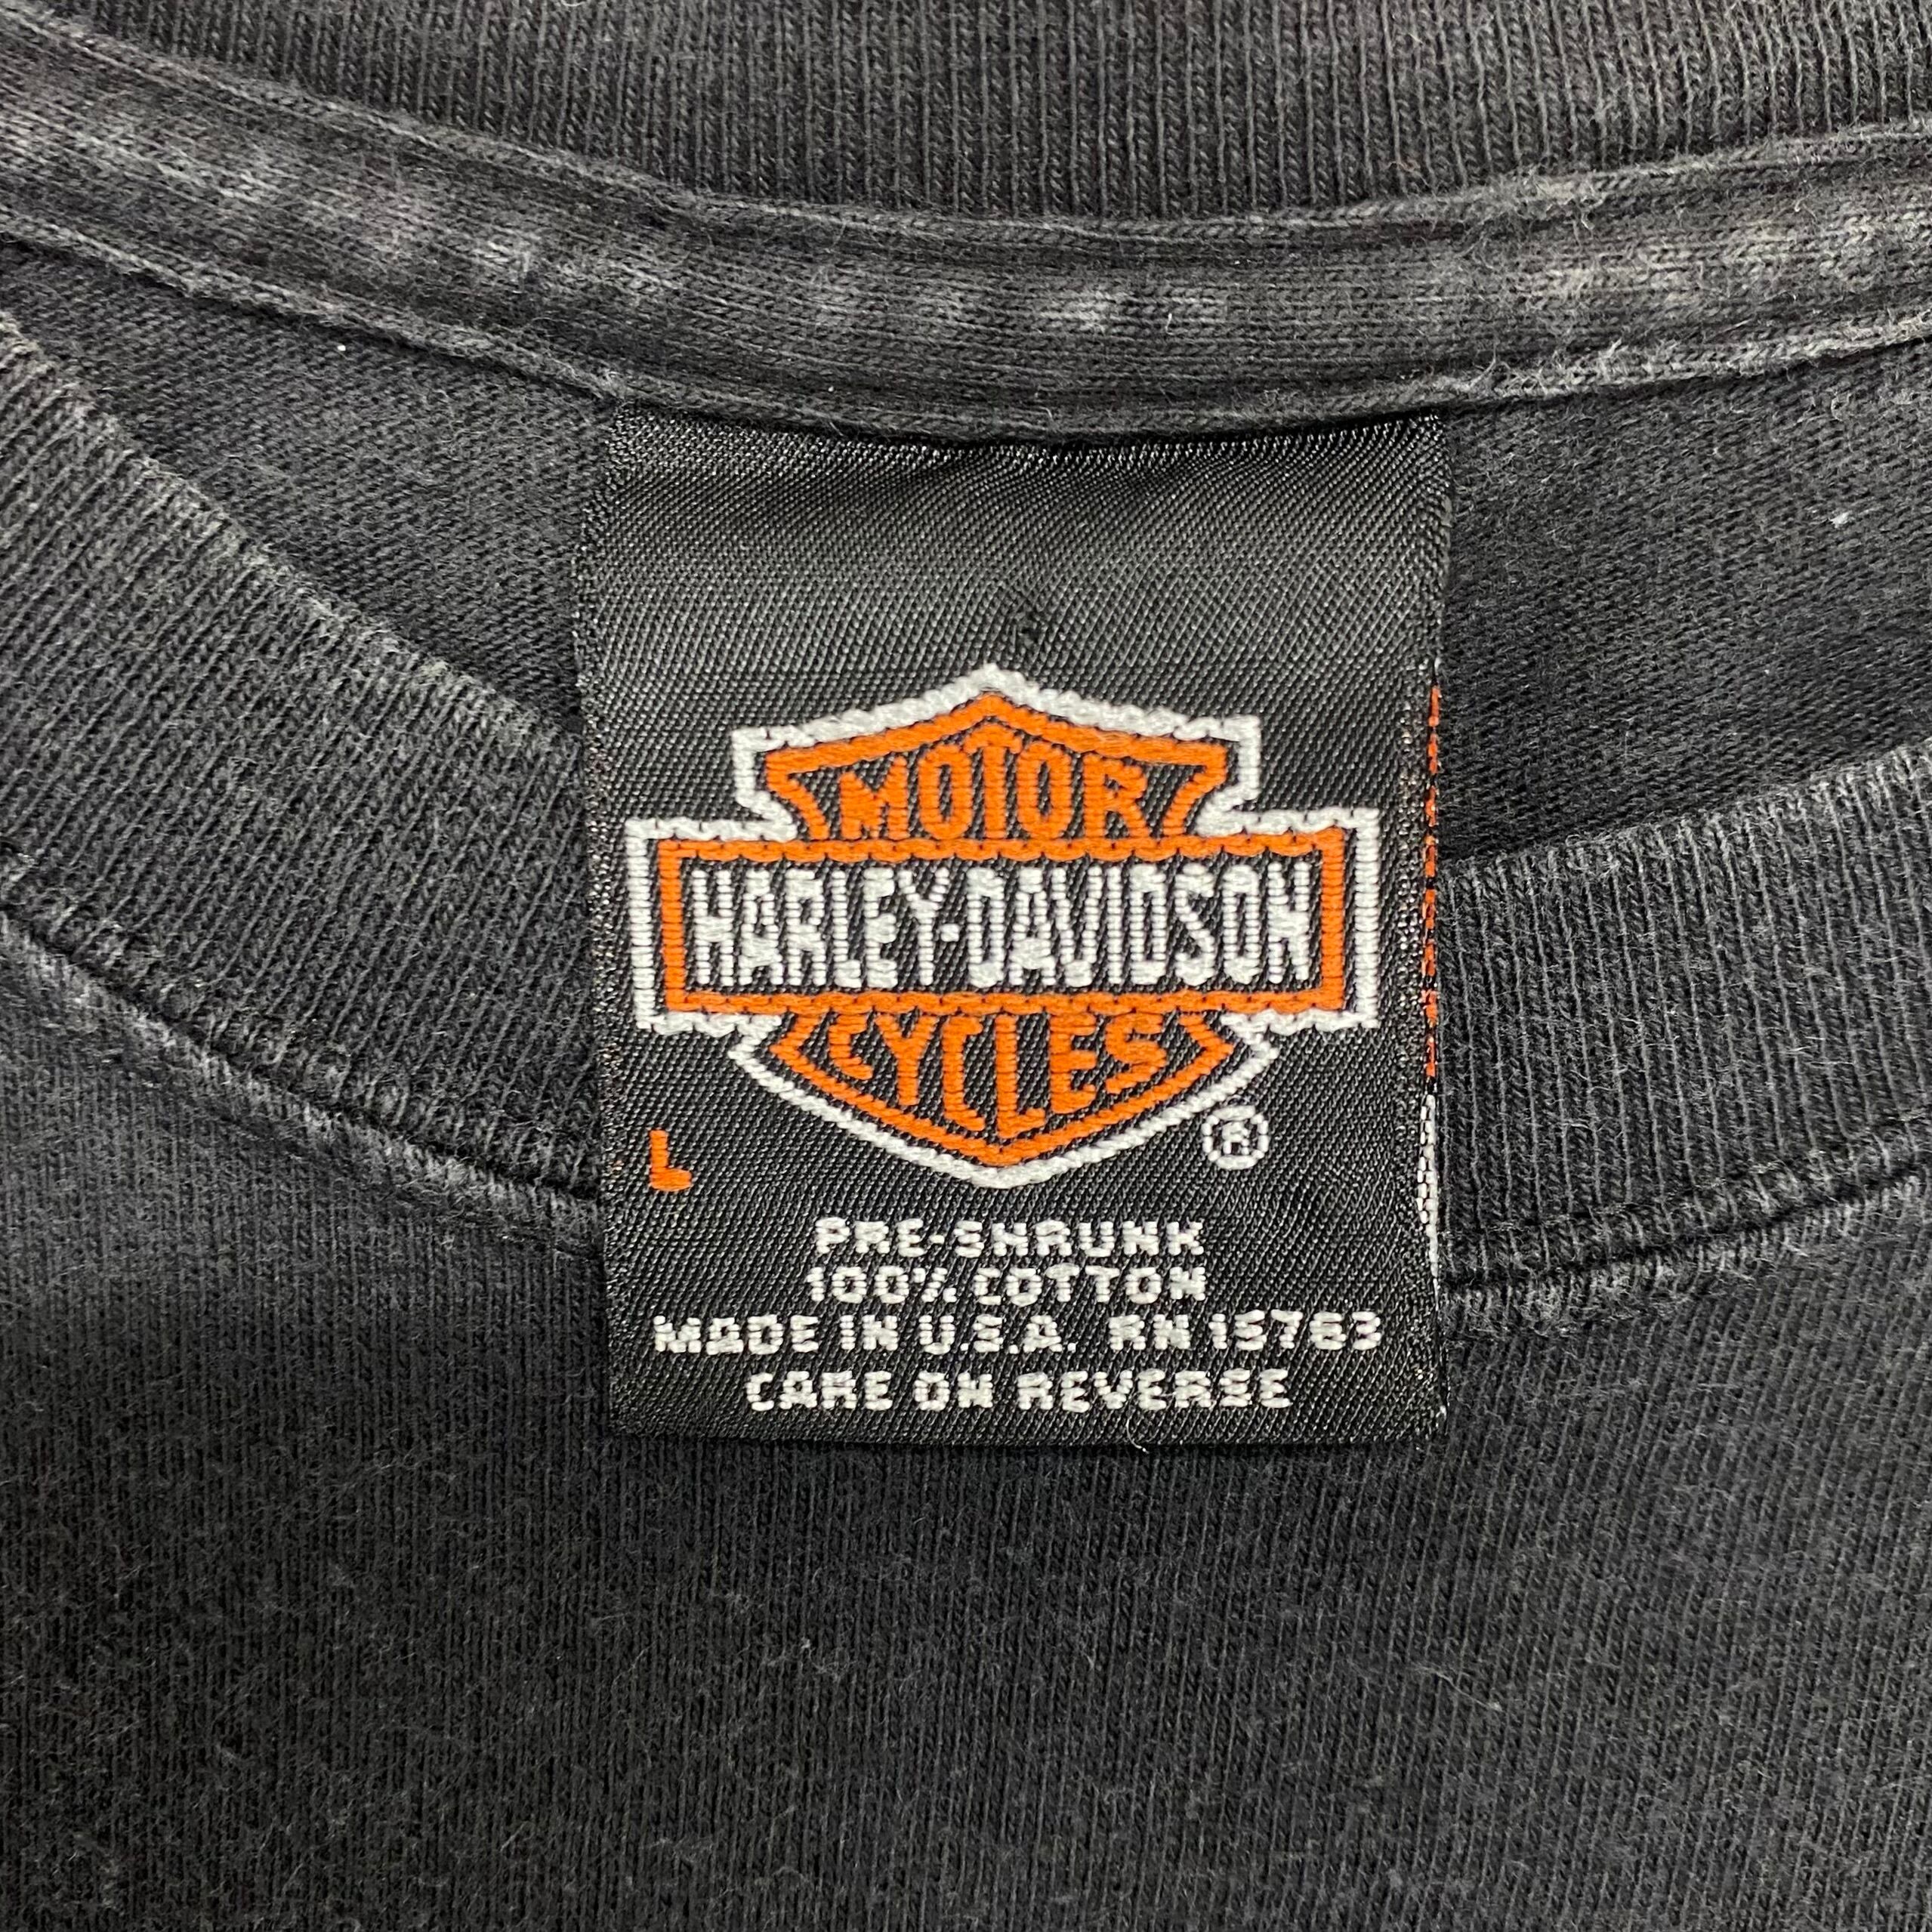 MOTOR
HARLEY-DAVIDSON
CYCLES
®
L
PRE-SHRUNK
100% COTTON
MADE IN U.S.A. RN 15763
CARE ON REVERSE